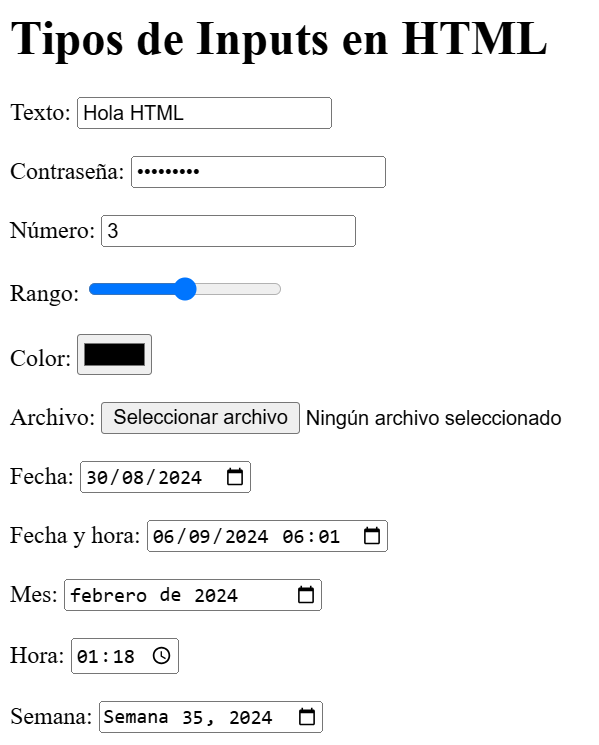 Tipos de Inputs en HTML
Texto: Hola HTML
Contraseña: •••••••••
Número: 3
Rango:
Color:
Archivo: Seleccionar archivo Ningún archivo seleccionado
Fecha: 30/08/2024
Fecha y hora: 06/09/2024 06:01
Mes: febrero de 2024
Hora: 01:18
Semana: Semana 35, 2024